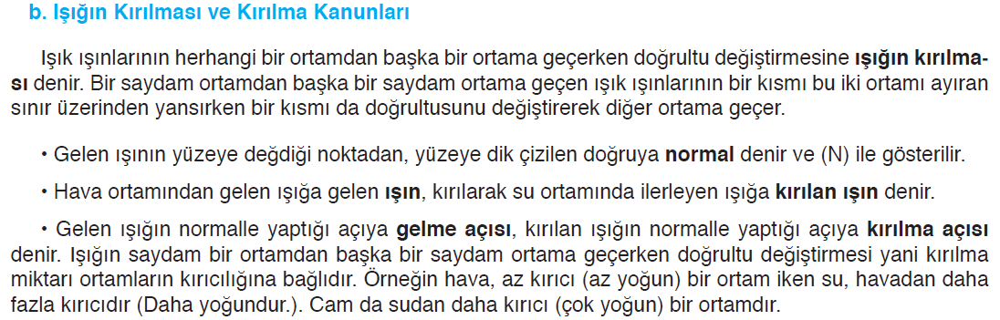 b. Işığın Kırılması ve Kırılma Kanunları
Işık ışınlarının herhangi bir ortamdan başka bir ortama geçerken doğrultu değiştirmesine ışığın kırılma-
sı denir. Bir saydam ortamdan başka bir saydam ortama geçen ışık ışınlarının bir kısmı bu iki ortamı ayıran
sınır üzerinden yansırken bir kısmı da doğrultusunu değiştirerek diğer ortama geçer.
• Gelen ışının yüzeye değdiği noktadan, yüzeye dik çizilen doğruya normal denir ve (N) ile gösterilir.
• Hava ortamından gelen ışığa gelen ışın, kırılarak su ortamında ilerleyen ışığa kırılan ışın denir.
• Gelen ışığın normalle yaptığı açıya gelme açısı, kırılan ışığın normalle yaptığı açıya kırılma açısı
denir. Işığın saydam bir ortamdan başka bir saydam ortama geçerken doğrultu değiştirmesi yani kırılma
miktarı ortamların kırıcılığına bağlıdır. Örneğin hava, az kırıcı (az yoğun) bir ortam iken su, havadan daha
fazla kırıcıdır (Daha yoğundur.). Cam da sudan daha kırıcı (çok yoğun) bir ortamdır.